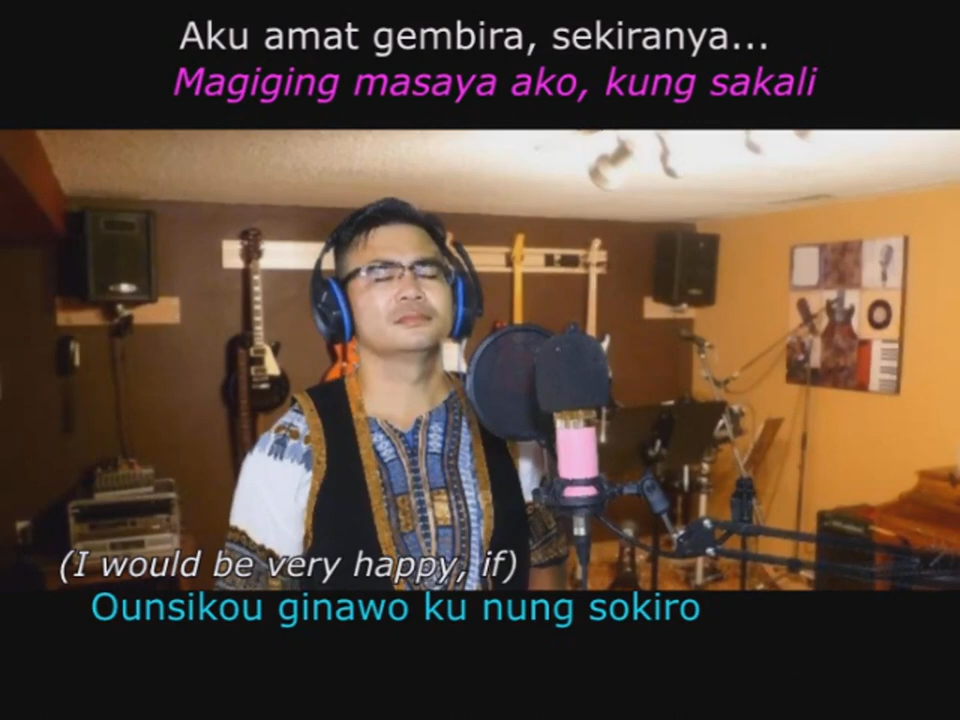 Aku amat gembira, sekiranya...
Magiging masaya ako, kung sakali
(I would be very happy, if)
Ounsikou ginawo ku nung sokiro